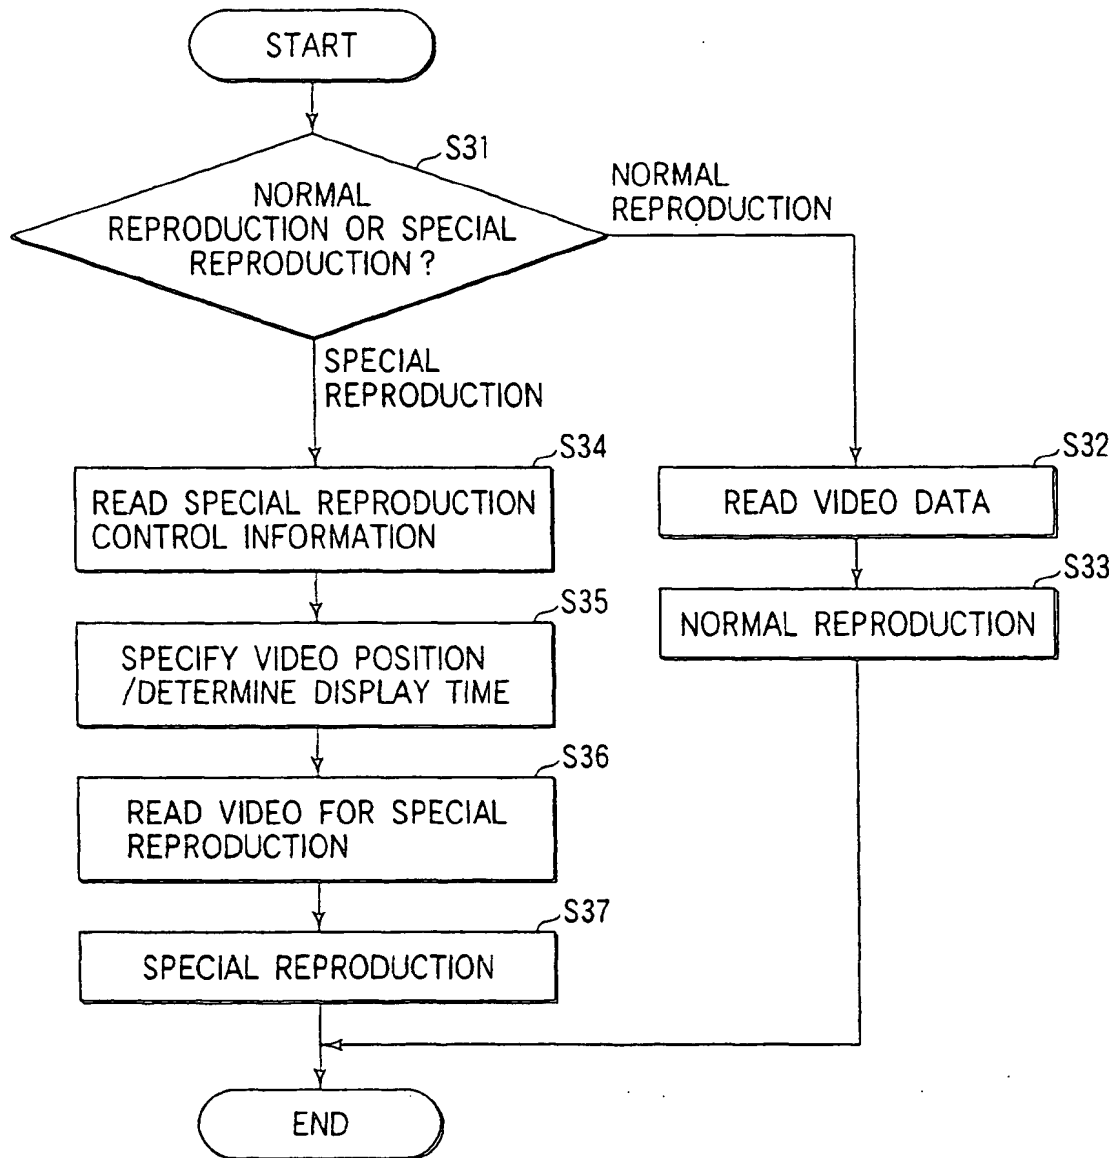 START
S31
NORMAL
REPRODUCTION OR SPECIAL
REPRODUCTION ?
NORMAL
REPRODUCTION
SPECIAL
REPRODUCTION
S34
READ SPECIAL REPRODUCTION
CONTROL INFORMATION
S32
READ VIDEO DATA
S35
SPECIFY VIDEO POSITION
/DETERMINE DISPLAY TIME
S33
NORMAL REPRODUCTION
S36
READ VIDEO FOR SPECIAL
REPRODUCTION
S37
SPECIAL REPRODUCTION
END